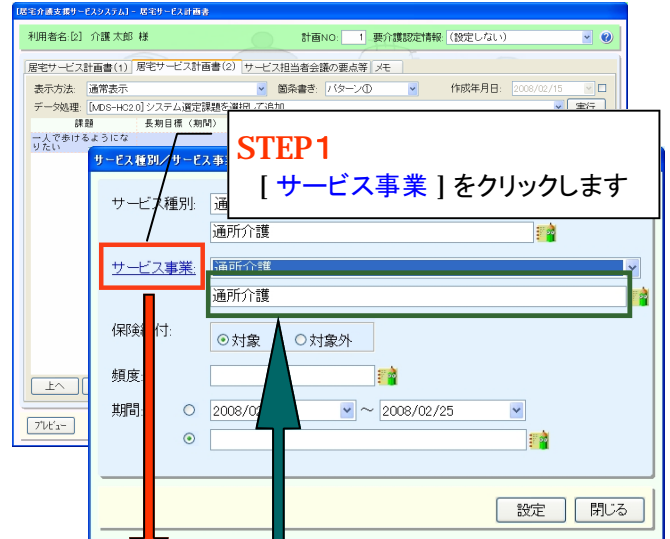 [居宅介護支援サービスシステム] - 居宅サービス計画書
利用者名:[2] 介護 太郎 様 計画NO: 1 要介護認定情報: (設定しない)
居宅サービス計画書(1) 居宅サービス計画書(2) サービス担当者会議の要点等 メモ
表示方法: 通常表示 箇条書き: パターン① 作成年月日: 2008/02/15
データ処理: [MDS-HC2.0]システム選定課題を選択して追加 実行
課題 長期目標 (期間)
一人で歩けるようにな
りたい
STEP1
[ サービス事業 ] をクリックします
サービス種別/サービス事
サービス種別:
通所介護
サービス事業: 通所介護
通所介護
保険給付: 対象 対象外
頻度:
期間: 2008/02 ～ 2008/02/25
上へ
プレビュー
設定 閉じる